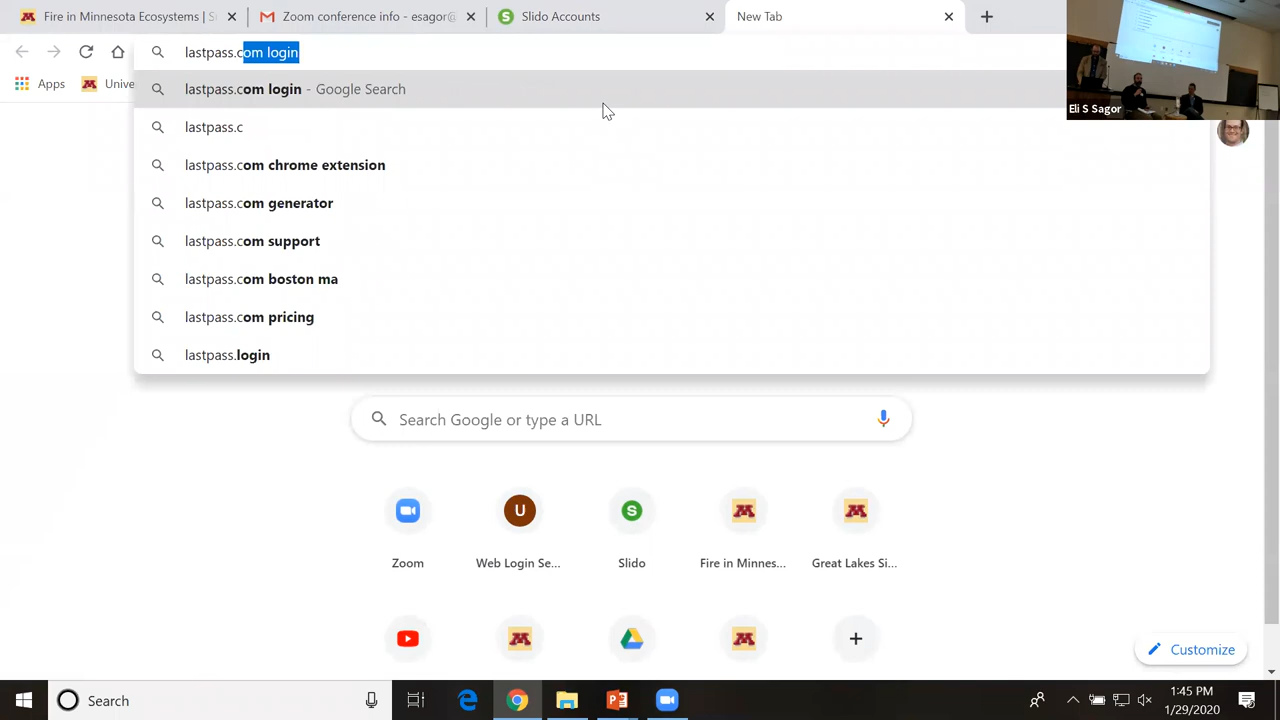 Fire in Minnesota Ecosystems | S
Zoom conference info - esagor@
Slido Accounts
New Tab
lastpass.com login
Apps
Unive
lastpass.com login - Google Search
lastpass.c
lastpass.com chrome extension
lastpass.com generator
lastpass.com support
lastpass.com boston ma
lastpass.com pricing
lastpass.login
Eli S Sagor
Search Google or type a URL
Zoom
U
Web Login Se...
S
Slido
Fire in Minnes...
Great Lakes Si...
Customize
Search
1:45 PM
1/29/2020